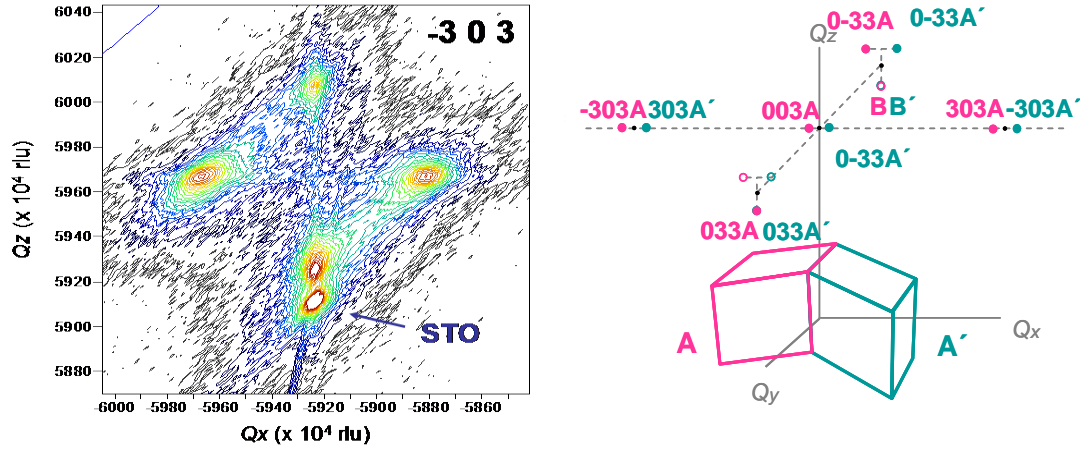 -3 0 3
6040
6020
6000
5980
5960
5940
5920
5900
5880
Qz (x 10⁴ rlu)
STO
-6000 -5980 -5960 -5940 -5920 -5900 -5880 -5860
Qx (x 10⁴ rlu)
0-33A 0-33A´
Qz
B B´
-303A 303A´ 003A 303A -303A´
0-33A´
033A 033A´
A
A´
Qx
Qy